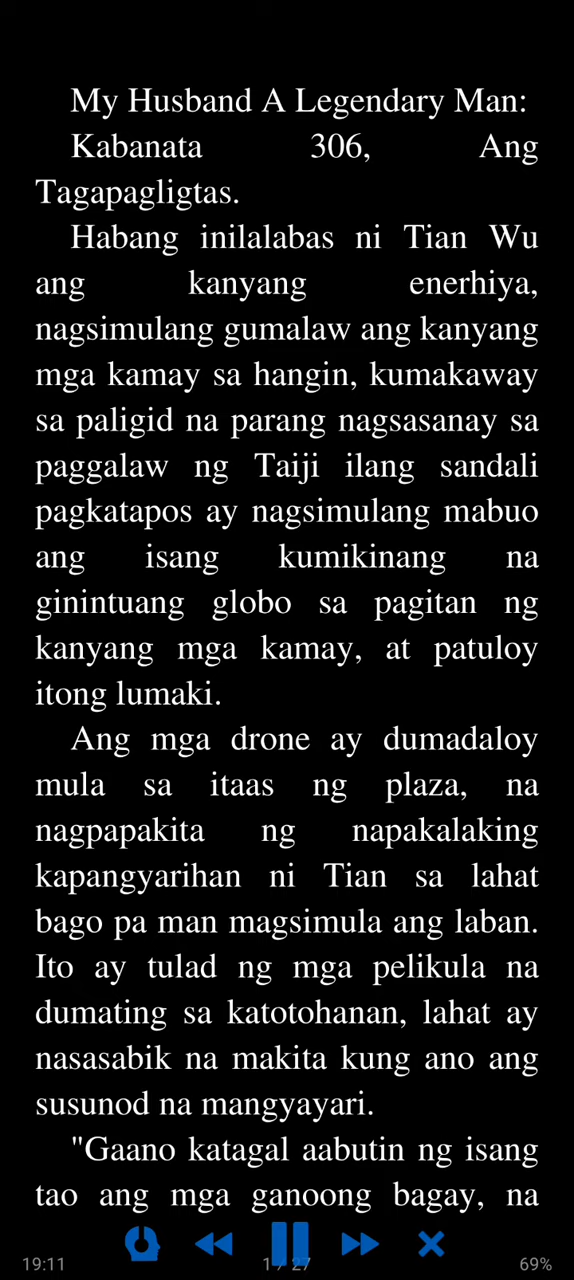 My Husband A Legendary Man:
Kabanata 306, Ang
Tagapagligtas.
Habang inilalabas ni Tian Wu
ang kanyang enerhiya,
nagsimulang gumalaw ang kanyang
mga kamay sa hangin, kumakaway
sa paligid na parang nagsasanay sa
paggalaw ng Taiji ilang sandali
pagkatapos ay nagsimulang mabuo
ang isang kumikinang na
ginintuang globo sa pagitan ng
kanyang mga kamay, at patuloy
itong lumaki.
Ang mga drone ay dumadaloy
mula sa itaas ng plaza, na
nagpapakita ng napakalaking
kapangyarihan ni Tian sa lahat
bago pa man magsimula ang laban.
Ito ay tulad ng mga pelikula na
dumating sa katotohanan, lahat ay
nasasabik na makita kung ano ang
susunod na mangyayari.
"Gaano katagal aabutin ng isang
tao ang mga ganoong bagay, na
19:11 1 / 27 69%